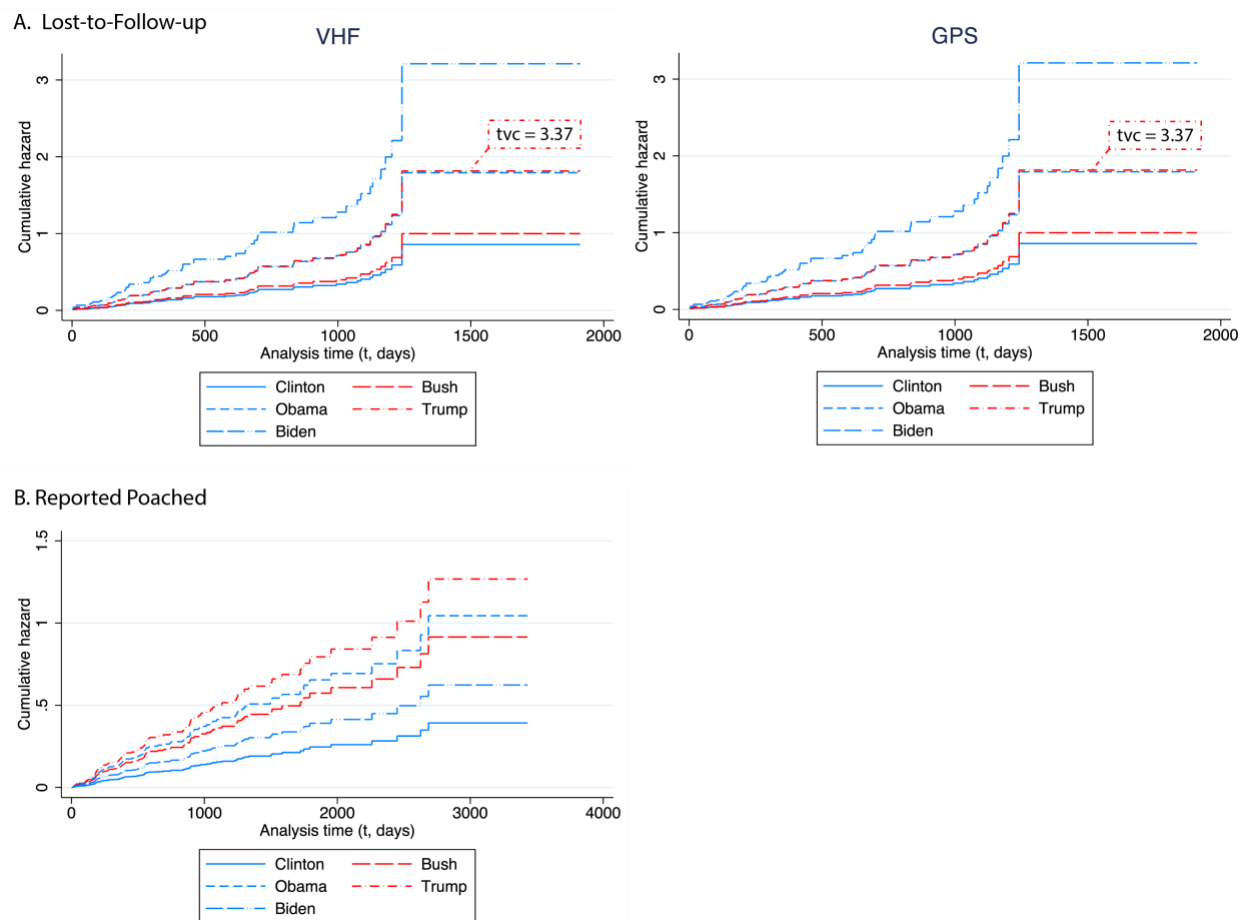 A. Lost-to-Follow-up
VHF
Cumulative hazard
3
2
1
0
tvc = 3.37
0 500 1000 1500 2000
Analysis time (t, days)
Clinton Bush
Obama Trump
Biden
GPS
Cumulative hazard
3
2
1
0
tvc = 3.37
0 500 1000 1500 2000
Analysis time (t, days)
Clinton Bush
Obama Trump
Biden
B. Reported Poached
Cumulative hazard
1.5
1
.5
0
0 1000 2000 3000 4000
Analysis time (t, days)
Clinton Bush
Obama Trump
Biden